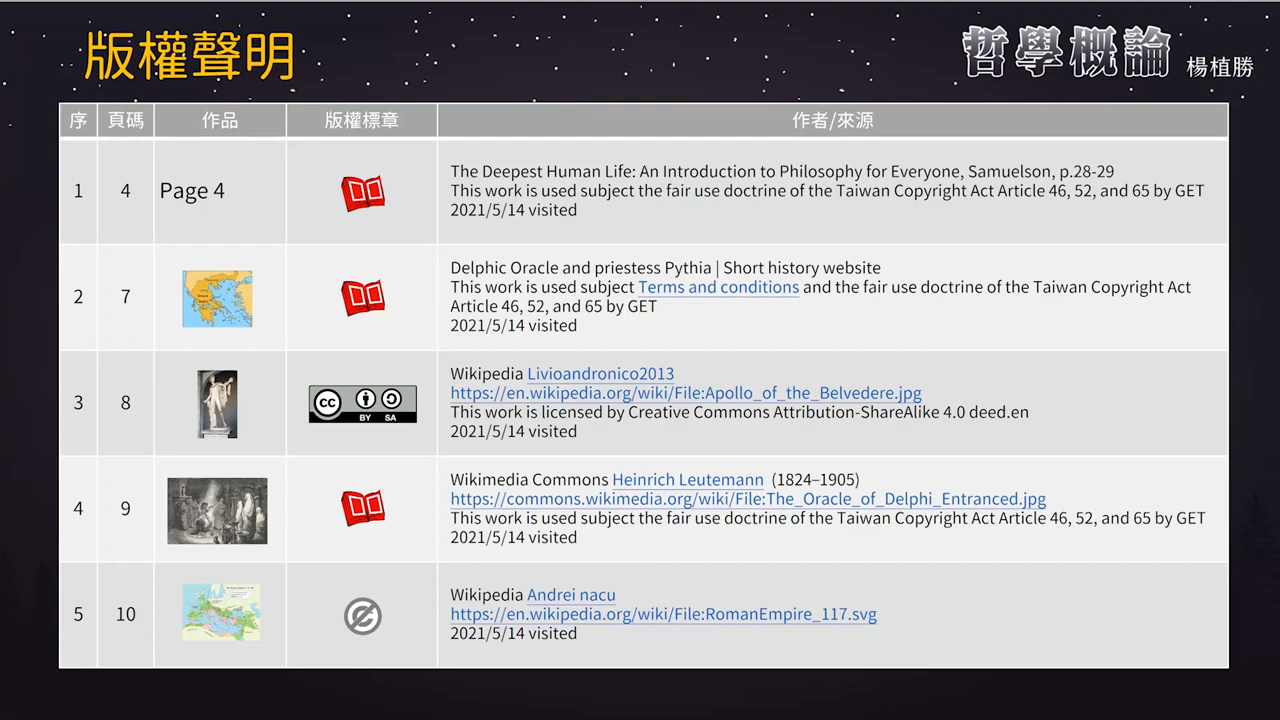 版權聲明
哲學概論 楊植勝
序 頁碼 作品 版權標章 作者/來源
1 4 Page 4
The Deepest Human Life: An Introduction to Philosophy for Everyone, Samuelson, p.28-29
This work is used subject the fair use doctrine of the Taiwan Copyright Act Article 46, 52, and 65 by GET
2021/5/14 visited
2 7
Delphic Oracle and priestess Pythia | Short history website
This work is used subject Terms and conditions and the fair use doctrine of the Taiwan Copyright Act
Article 46, 52, and 65 by GET
2021/5/14 visited
3 8
CC BY SA
Wikipedia Livioandronico2013
https://en.wikipedia.org/wiki/File:Apollo_of_the_Belvedere.jpg
This work is licensed by Creative Commons Attribution-ShareAlike 4.0 deed.en
2021/5/14 visited
4 9
Wikimedia Commons Heinrich Leutemann (1824–1905)
https://commons.wikimedia.org/wiki/File:The_Oracle_of_Delphi_Entranced.jpg
This work is used subject the fair use doctrine of the Taiwan Copyright Act Article 46, 52, and 65 by GET
2021/5/14 visited
5 10
Wikipedia Andrei nacu
https://en.wikipedia.org/wiki/File:RomanEmpire_117.svg
2021/5/14 visited